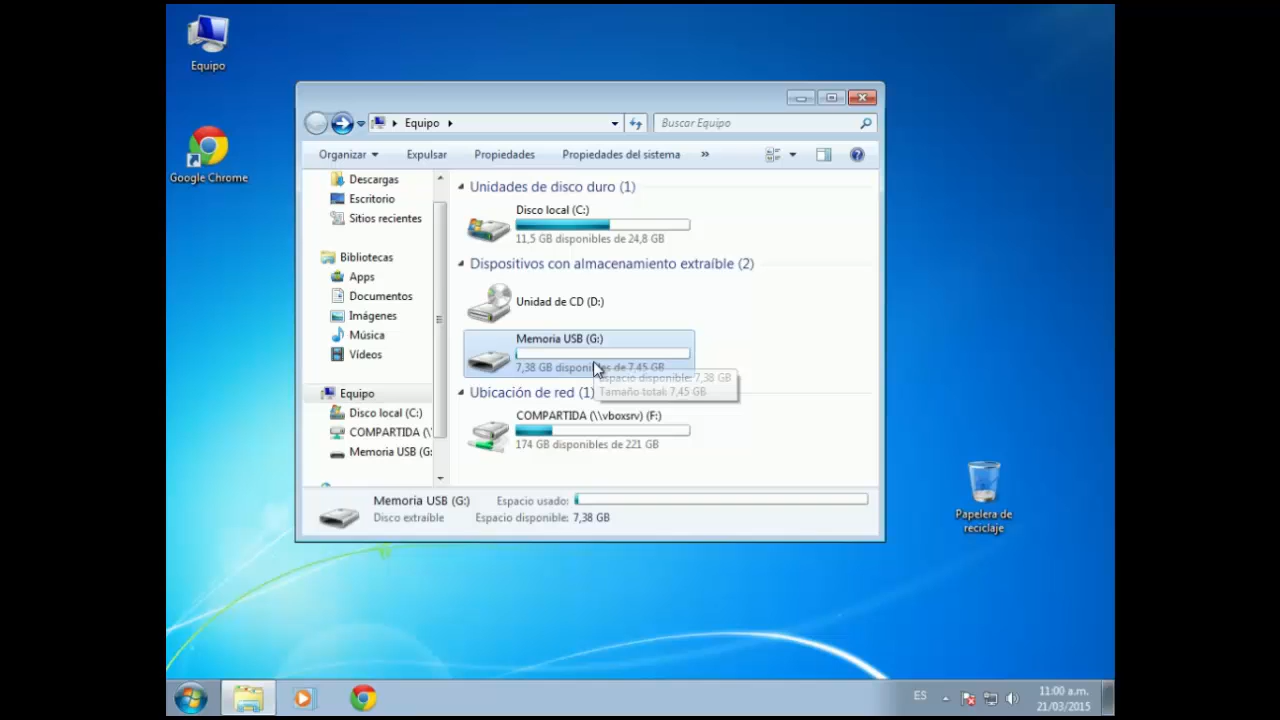 Equipo
Google Chrome
Equipo
Buscar Equipo
Organizar
Expulsar
Propiedades
Propiedades del sistema
»
Descargas
Escritorio
Sitios recientes
Bibliotecas
Apps
Documentos
Imágenes
Música
Vídeos
Equipo
Disco local (C:)
COMPARTIDA (\\
Memoria USB (G:
Unidades de disco duro (1)
Disco local (C:)
11,5 GB disponibles de 24,8 GB
Dispositivos con almacenamiento extraíble (2)
Unidad de CD (D:)
Memoria USB (G:)
7,38 GB disponibles de 7,45 GB
Espacio disponible: 7,38 GB
Tamaño total: 7,45 GB
Ubicación de red (1)
COMPARTIDA (\\vboxsrv) (F:)
174 GB disponibles de 221 GB
Memoria USB (G:)
Espacio usado:
Disco extraíble
Espacio disponible: 7,38 GB
Papelera de
reciclaje
ES
11:00 a.m.
21/03/2015